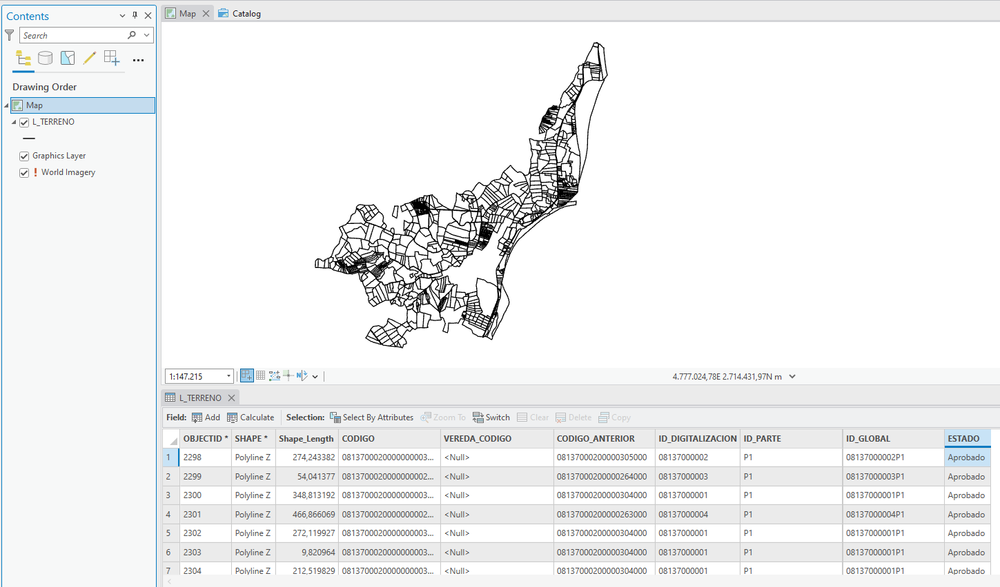 Contents
Search
Drawing Order
Map
L_TERRENO
Graphics Layer
! World Imagery
Map
Catalog
1:147.215
4.777.024,78E 2.714.431,97N m
L_TERRENO
Field: Add Calculate Selection: Select By Attributes Zoom To Switch Clear Delete Copy
OBJECTID * SHAPE * Shape_Length CODIGO VEREDA_CODIGO CODIGO_ANTERIOR ID_DIGITALIZACION ID_PARTE ID_GLOBAL ESTADO
1 2298 Polyline Z 274,243382 0813700020000000003... <Null> 08137000200000305000 08137000002 P1 08137000002P1 Aprobado
2 2299 Polyline Z 54,041377 0813700020000000002... <Null> 08137000200000264000 08137000003 P1 08137000003P1 Aprobado
3 2300 Polyline Z 348,813192 0813700020000000003... <Null> 08137000200000304000 08137000001 P1 08137000001P1 Aprobado
4 2301 Polyline Z 466,866069 0813700020000000002... <Null> 08137000200000263000 08137000004 P1 08137000004P1 Aprobado
5 2302 Polyline Z 272,119927 0813700020000000003... <Null> 08137000200000304000 08137000001 P1 08137000001P1 Aprobado
6 2303 Polyline Z 9,820964 0813700020000000003... <Null> 08137000200000304000 08137000001 P1 08137000001P1 Aprobado
7 2304 Polyline Z 212,519829 0813700020000000003... <Null> 08137000200000304000 08137000001 P1 08137000001P1 Aprobado